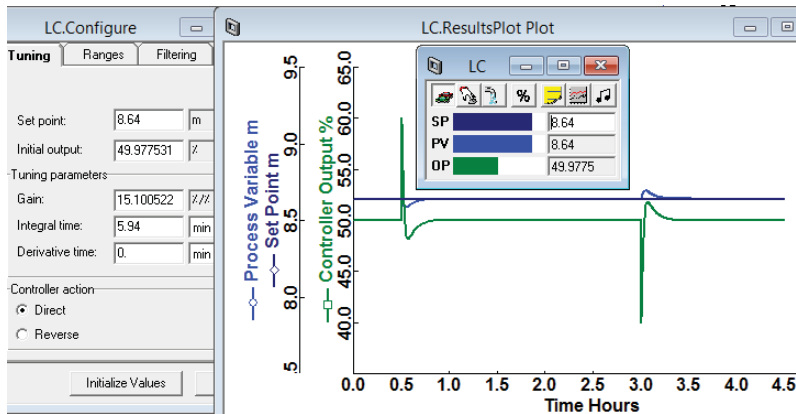 LC.Configure
Tuning
Ranges
Filtering
Set point:
8.64
m
Initial output:
49.977531
%
Tuning parameters
Gain:
15.100522
%/%
Integral time:
5.94
min
Derivative time:
0.
min
Controller action
Direct
Reverse
Initialize Values
LC.ResultsPlot Plot
LC
%
SP
8.64
PV
8.64
OP
49.9775
Process Variable m
Set Point m
Controller Output %
9.5
9.0
8.5
8.0
.5
65.0
60.0
55.0
50.0
45.0
40.0
0.0 0.5 1.0 1.5 2.0 2.5 3.0 3.5 4.0 4.5
Time Hours